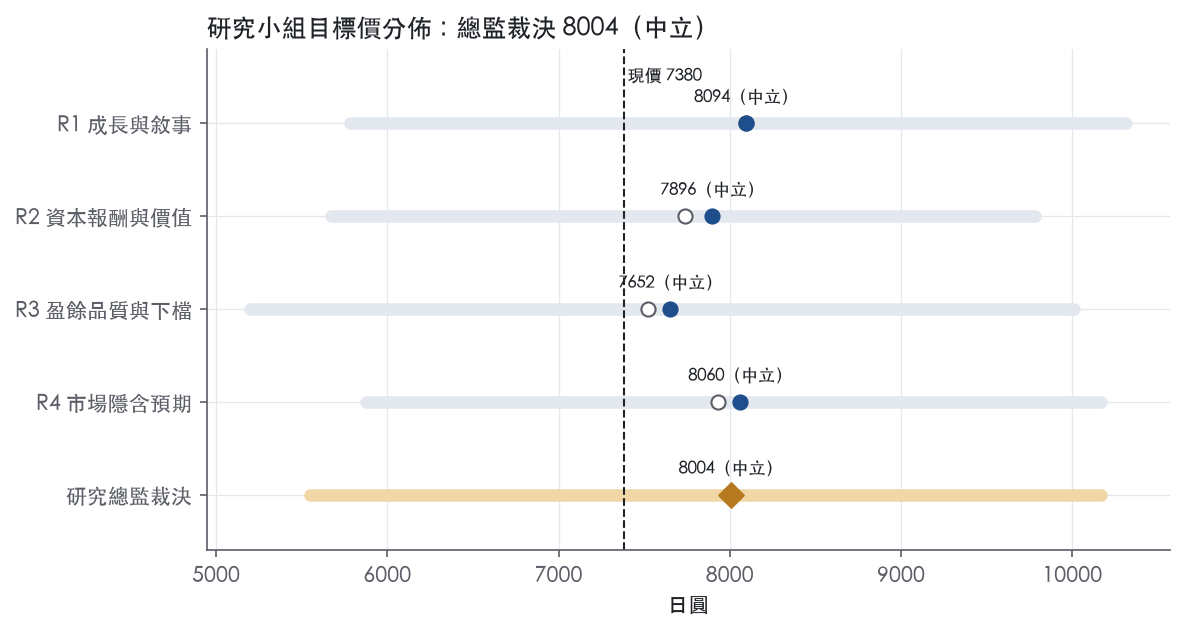 研究小組目標價分佈：總監裁決 8004（中立）
現價 7380
8094（中立）
R1 成長與敘事
7896（中立）
R2 資本報酬與價值
7652（中立）
R3 盈餘品質與下檔
8060（中立）
R4 市場隱含預期
8004（中立）
研究總監裁決
5000 6000 7000 8000 9000 10000
日圓